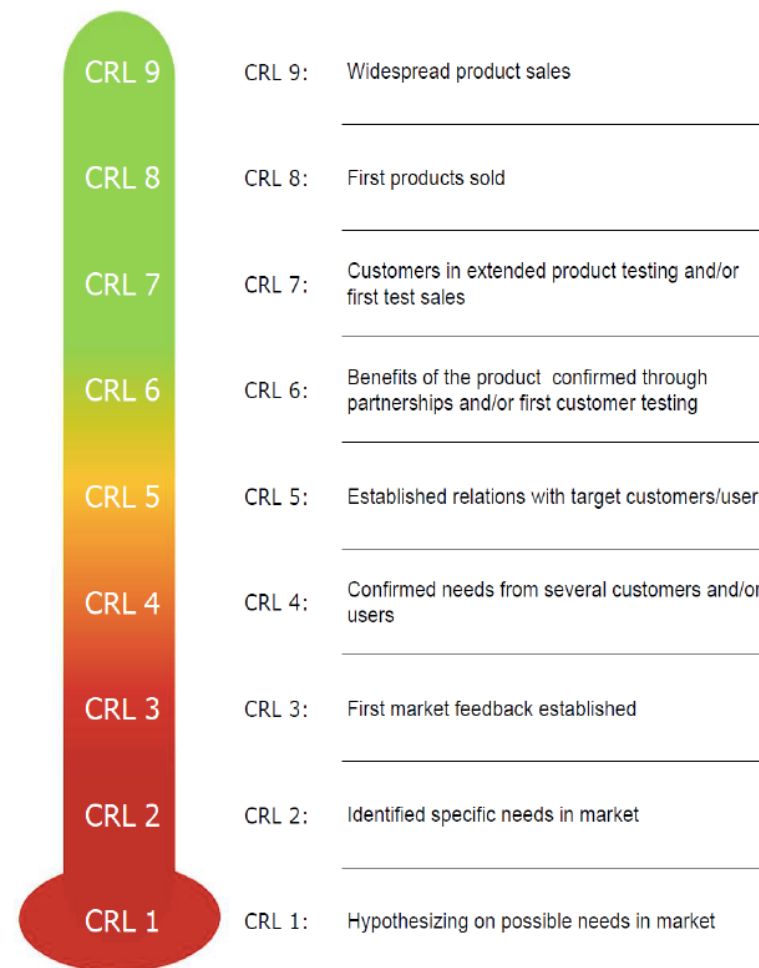 CRL 9
CRL 9:
Widespread product sales
CRL 8
CRL 8:
First products sold
CRL 7
CRL 7:
Customers in extended product testing and/or
first test sales
CRL 6
CRL 6:
Benefits of the product confirmed through
partnerships and/or first customer testing
CRL 5
CRL 5:
Established relations with target customers/user
CRL 4
CRL 4:
Confirmed needs from several customers and/or
users
CRL 3
CRL 3:
First market feedback established
CRL 2
CRL 2:
Identified specific needs in market
CRL 1
CRL 1:
Hypothesizing on possible needs in market